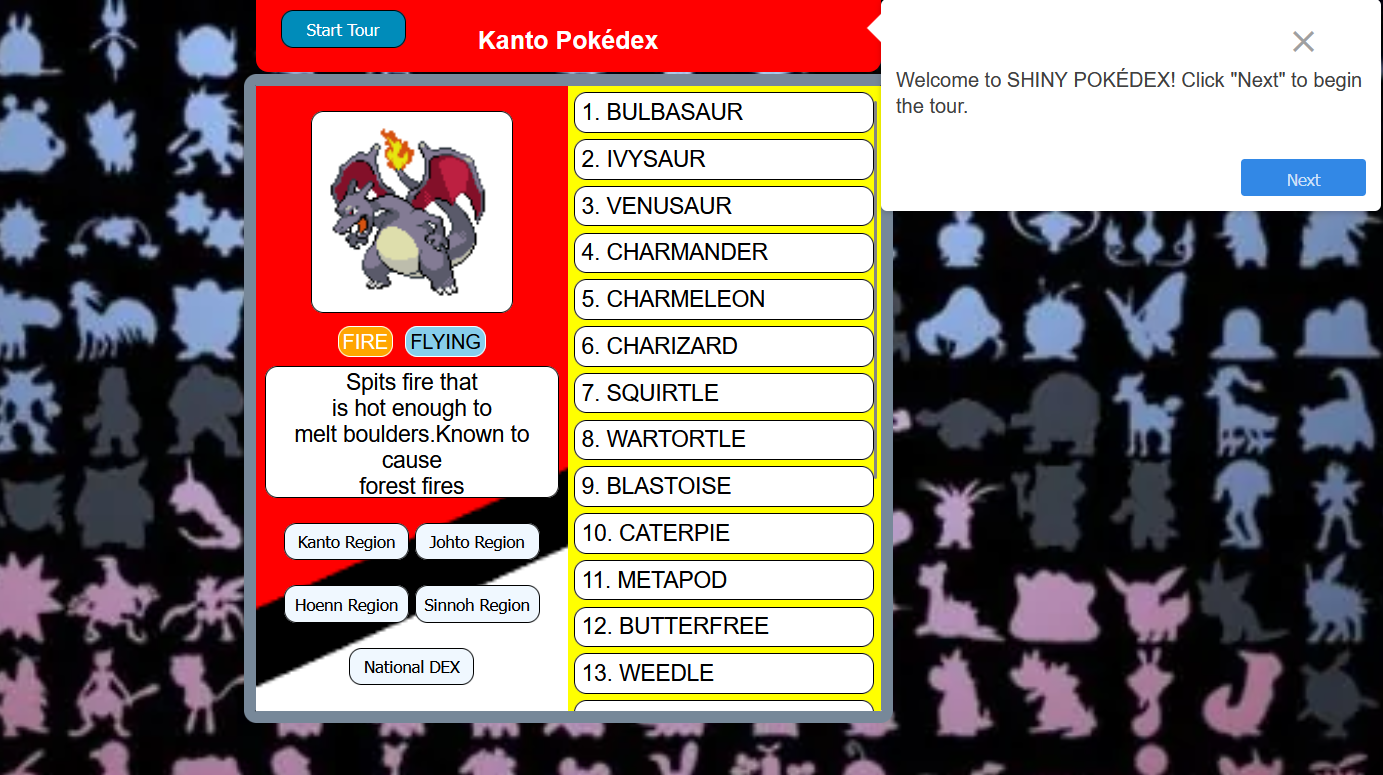 Start Tour
Kanto Pokédex
Welcome to SHINY POKÉDEX! Click "Next" to begin
the tour.
Next
FIRE
FLYING
Spits fire that
is hot enough to
melt boulders.Known to
cause
forest fires
Kanto Region
Johto Region
Hoenn Region
Sinnoh Region
National DEX
1. BULBASAUR
2. IVYSAUR
3. VENUSAUR
4. CHARMANDER
5. CHARMELEON
6. CHARIZARD
7. SQUIRTLE
8. WARTORTLE
9. BLASTOISE
10. CATERPIE
11. METAPOD
12. BUTTERFREE
13. WEEDLE